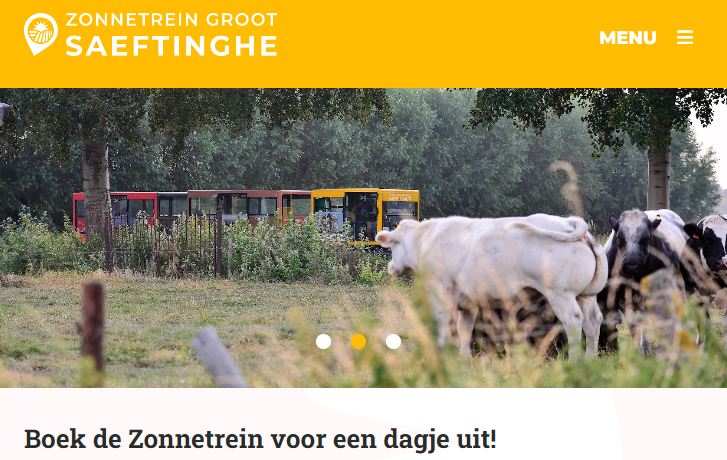 ZONNETREIN GROOT
SAEFTINGHE
MENU
Boek de Zonnetrein voor een dagje uit!